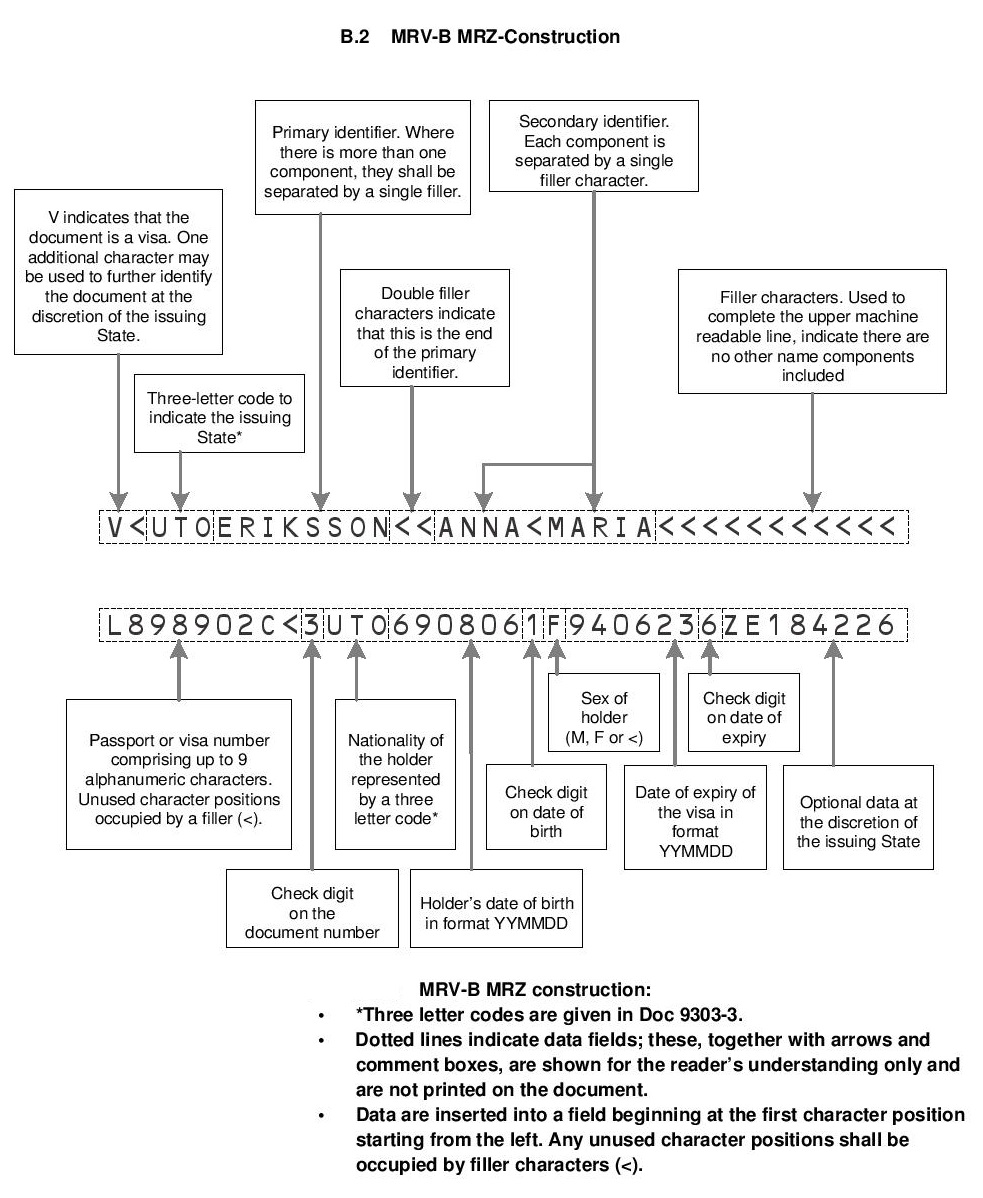 B.2 MRV-B MRZ-Construction
Primary identifier. Where
there is more than one
component, they shall be
separated by a single filler.
Secondary identifier.
Each component is
separated by a single
filler character.
V indicates that the
document is a visa. One
additional character may
be used to further identify
the document at the
discretion of the issuing
State.
Double filler
characters indicate
that this is the end
of the primary
identifier.
Filler characters. Used to
complete the upper machine
readable line, indicate there are
no other name components
included
Three-letter code to
indicate the issuing
State*
V<UTOERIKSSON<<ANNA<MARIA<<<<<<<<<<<
L898902C<3UTO6908061F9406236ZE184226
Passport or visa number
comprising up to 9
alphanumeric characters.
Unused character positions
occupied by a filler (<).
Nationality of
the holder
represented
by a three
letter code*
Sex of
holder
(M, F or <)
Check digit
on date of
expiry
Check digit
on date of
birth
Date of expiry of
the visa in
format
YYMMDD
Optional data at
the discretion of
the issuing State
Check digit
on the
document number
Holder's date of birth
in format YYMMDD
MRV-B MRZ construction:
• *Three letter codes are given in Doc 9303-3.
• Dotted lines indicate data fields; these, together with arrows and
comment boxes, are shown for the reader's understanding only and
are not printed on the document.
• Data are inserted into a field beginning at the first character position
starting from the left. Any unused character positions shall be
occupied by filler characters (<).